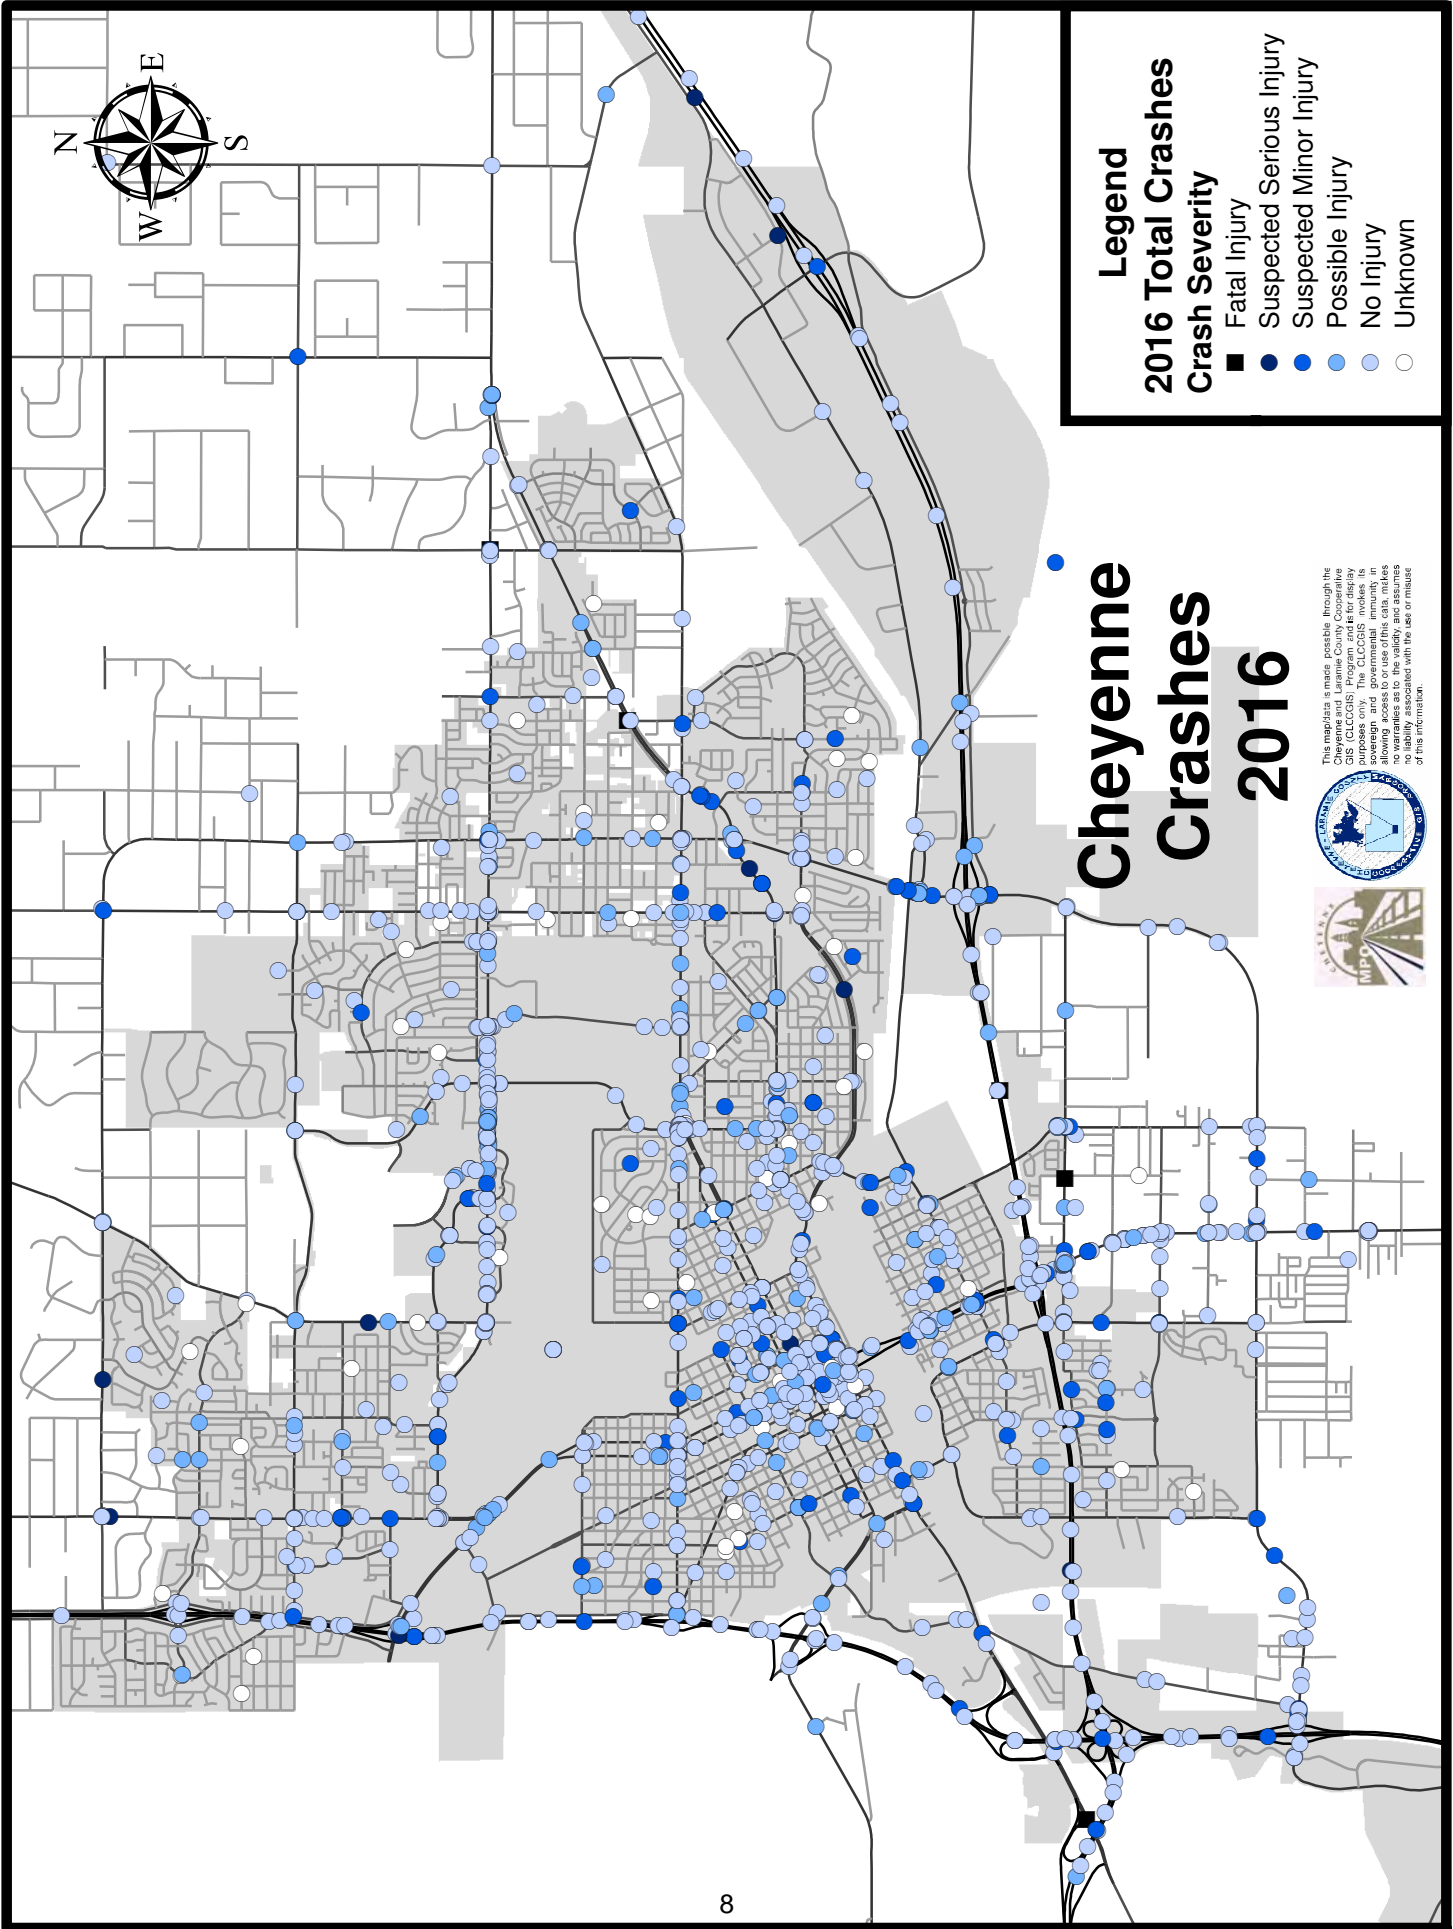 N
E
S
W
Legend
2016 Total Crashes
Crash Severity
Fatal Injury
Suspected Serious Injury
Suspected Minor Injury
Possible Injury
No Injury
Unknown
Cheyenne
Crashes
2016
This map/data is made possible through the
Cheyenne and Laramie County Cooperative
GIS (CLCCGIS) Program and is for display
purposes only. The CLCCGIS invokes its
sovereign and governmental immunity in
allowing access to or use of this data, makes
no warranties as to the validity, and assumes
no liability associated with the use or misuse
of this information.
CHEYENNE
MPO
8